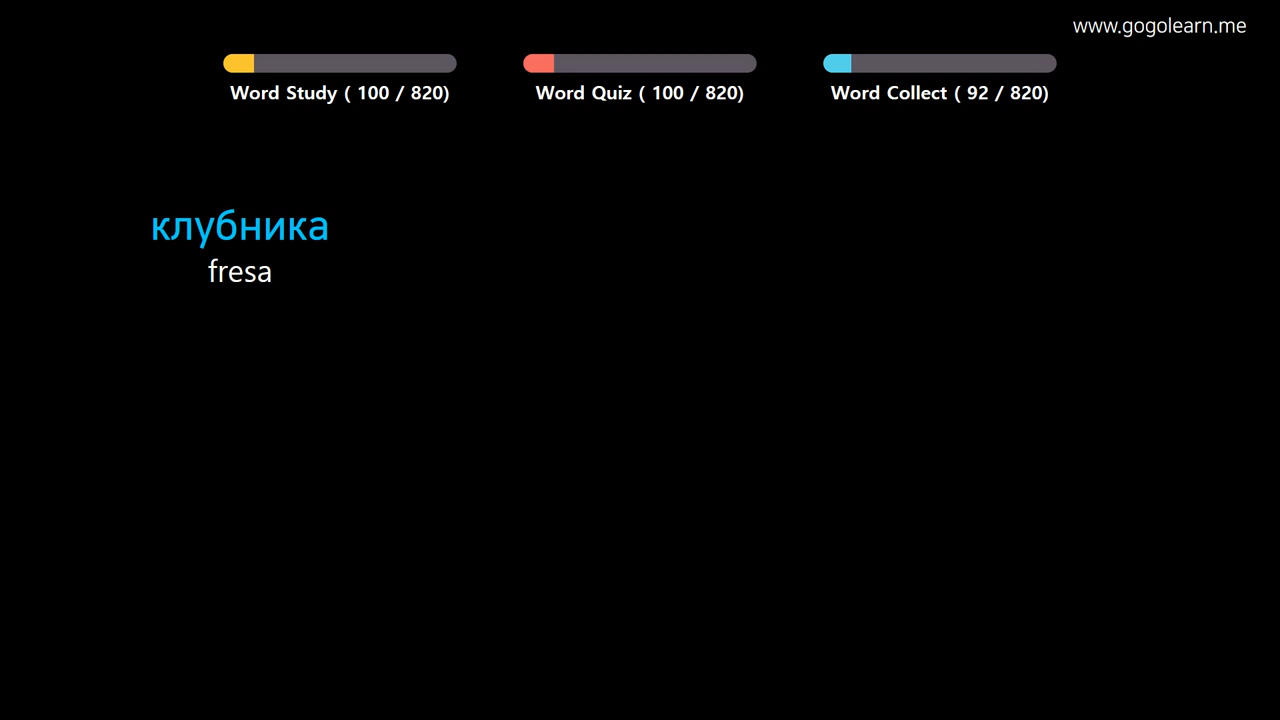 www.gogolearn.me
Word Study ( 100 / 820)
Word Quiz ( 100 / 820)
Word Collect ( 92 / 820)
клубника
fresa